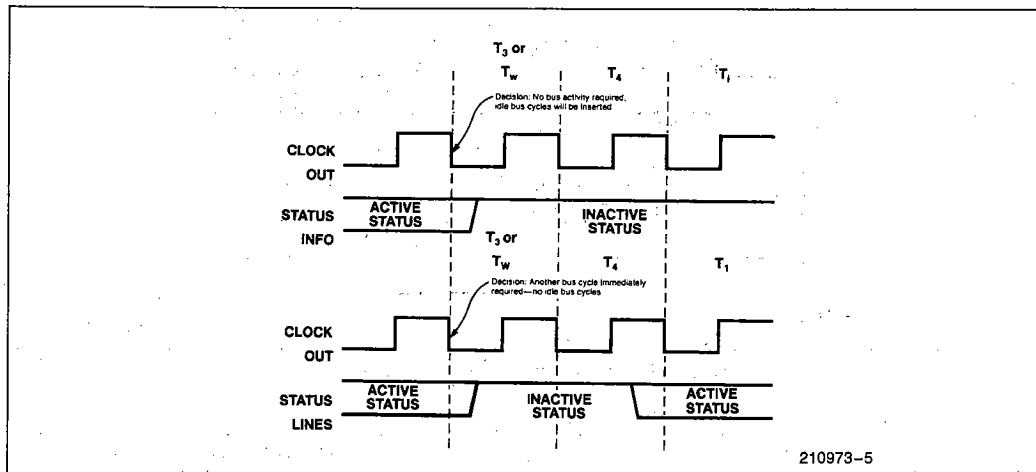 T3 or
TW T4 TI
Decision: No bus activity required,
idle bus cycles will be inserted
CLOCK
OUT
STATUS
INFO
ACTIVE
STATUS
INACTIVE
STATUS
T3 or
TW T4 T1
Decision: Another bus cycle immediately
required—no idle bus cycles
CLOCK
OUT
STATUS
LINES
ACTIVE
STATUS
INACTIVE
STATUS
ACTIVE
STATUS
210973–5